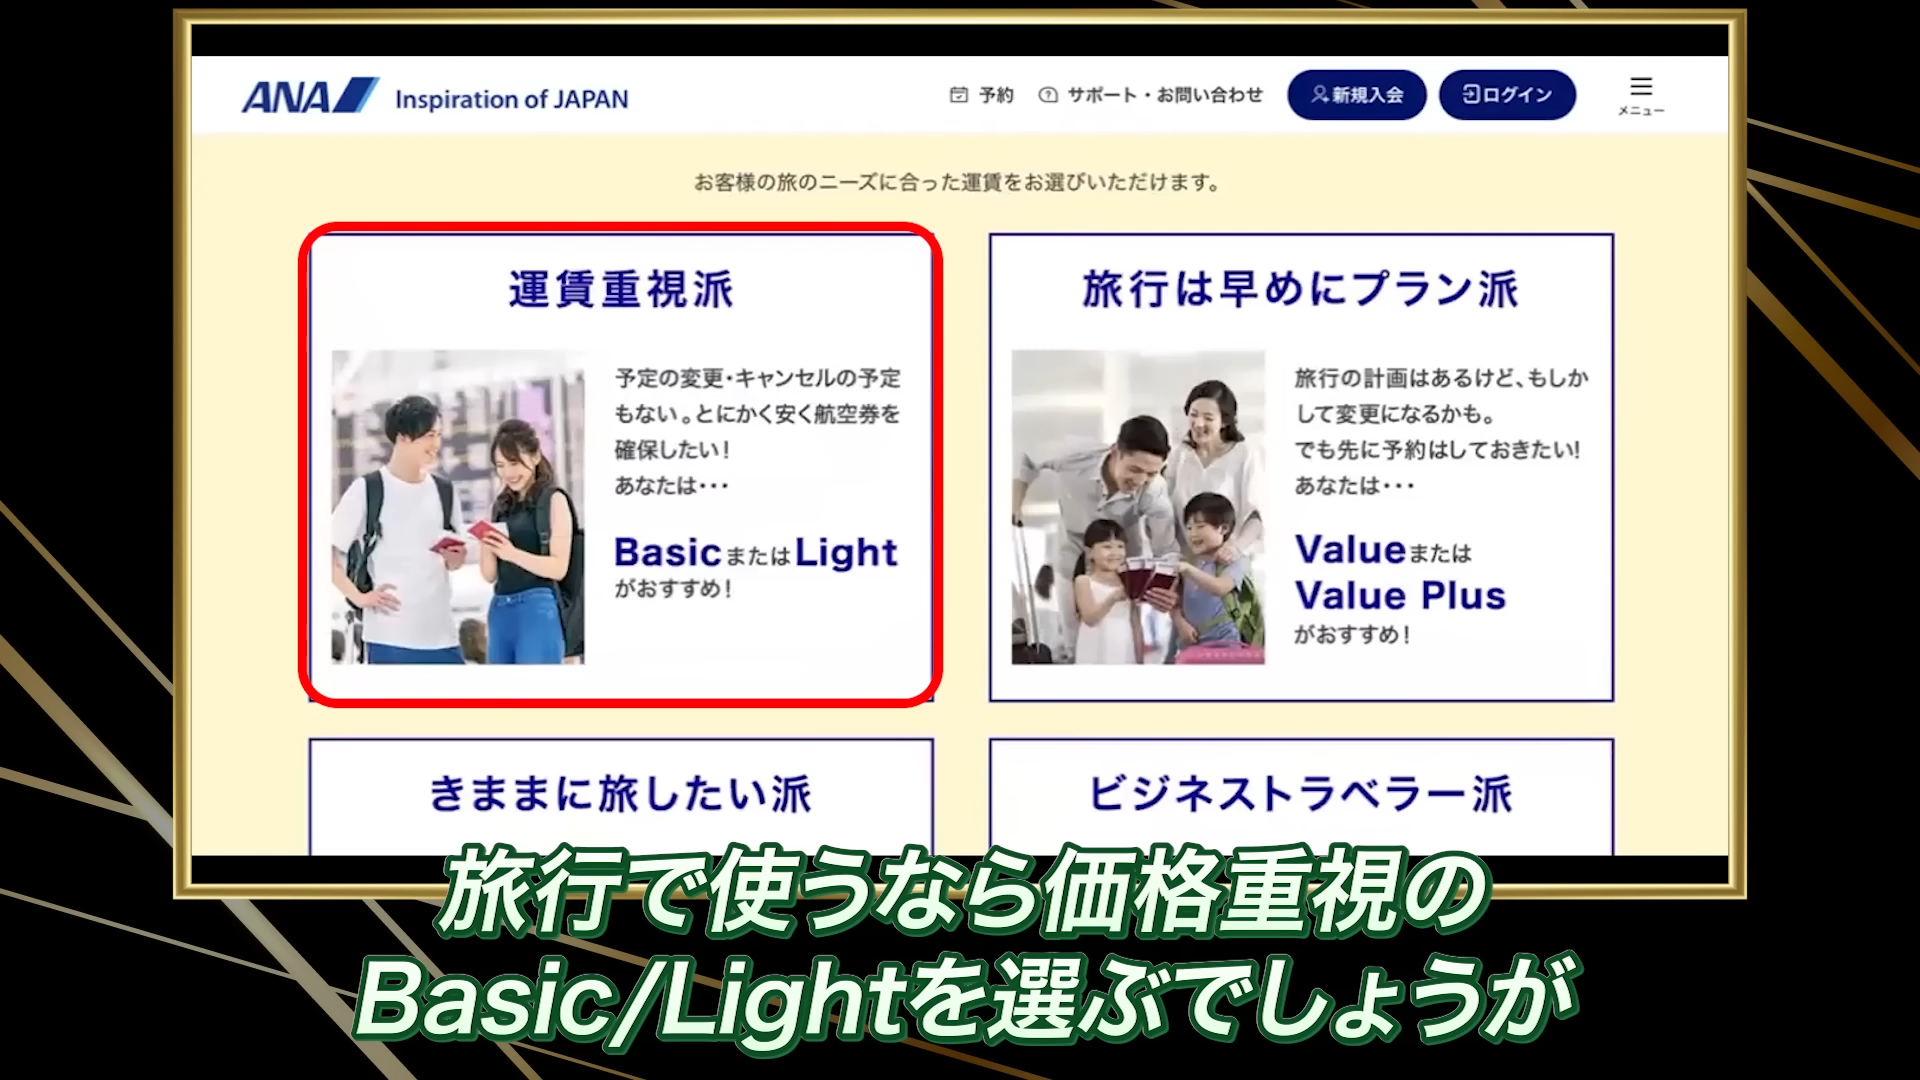 ANA Inspiration of JAPAN
予約
サポート・お問い合わせ
新規入会
ログイン
メニュー
お客様の旅のニーズに合った運賃をお選びいただけます。
運賃重視派
予定の変更・キャンセルの予定
もない。とにかく安く航空券を
確保したい!
あなたは・・・
BasicまたはLight
がおすすめ!
旅行は早めにプラン派
旅行の計画はあるけど、もしか
して変更になるかも。
でも先に予約はしておきたい!
あなたは・・・
Valueまたは
Value Plus
がおすすめ!
きままに旅したい派
ビジネストラベラー派
旅行で使うなら価格重視の
Basic/Lightを選ぶでしょうが